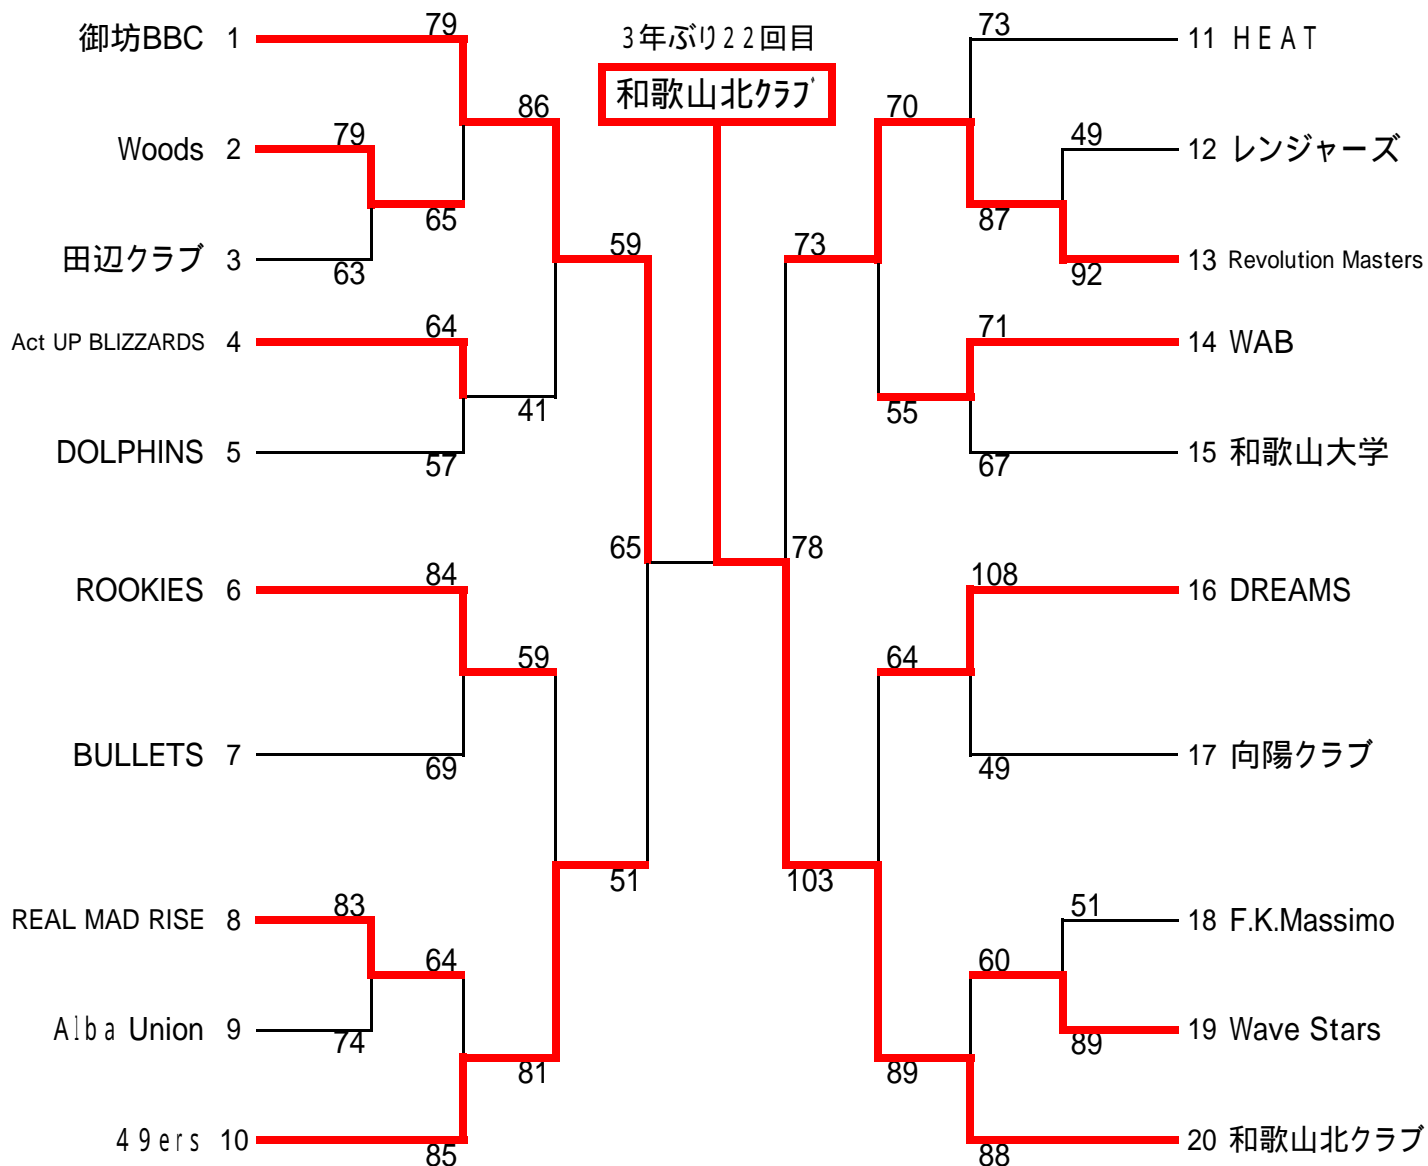 3年ぶり22回目
和歌山北クラブ
御坊BBC 1
79
Woods 2
79
86
65
田辺クラブ 3
63
59
Act UP BLIZZARDS 4
64
41
DOLPHINS 5
57
65
ROOKIES 6
84
59
BULLETS 7
69
51
REAL MAD RISE 8
83
64
Alba Union 9
74
81
49ers 10
85
73
11 HEAT
70
49
12 レンジャーズ
87
73
92
13 Revolution Masters
71
14 WAB
55
67
15 和歌山大学
78
108
16 DREAMS
64
49
17 向陽クラブ
103
51
18 F.K.Massimo
60
89
19 Wave Stars
89
88
20 和歌山北クラブ